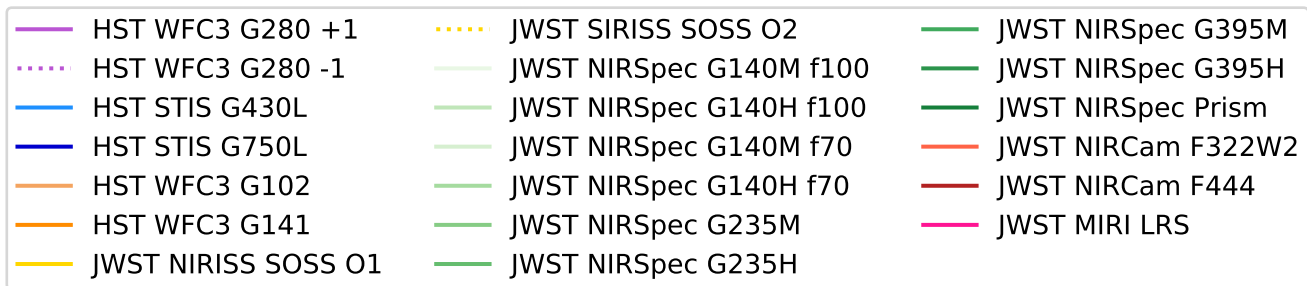 HST WFC3 G280 +1
HST WFC3 G280 -1
HST STIS G430L
HST STIS G750L
HST WFC3 G102
HST WFC3 G141
JWST NIRISS SOSS O1
JWST SIRISS SOSS O2
JWST NIRSpec G140M f100
JWST NIRSpec G140H f100
JWST NIRSpec G140M f70
JWST NIRSpec G140H f70
JWST NIRSpec G235M
JWST NIRSpec G235H
JWST NIRSpec G395M
JWST NIRSpec G395H
JWST NIRSpec Prism
JWST NIRCam F322W2
JWST NIRCam F444
JWST MIRI LRS